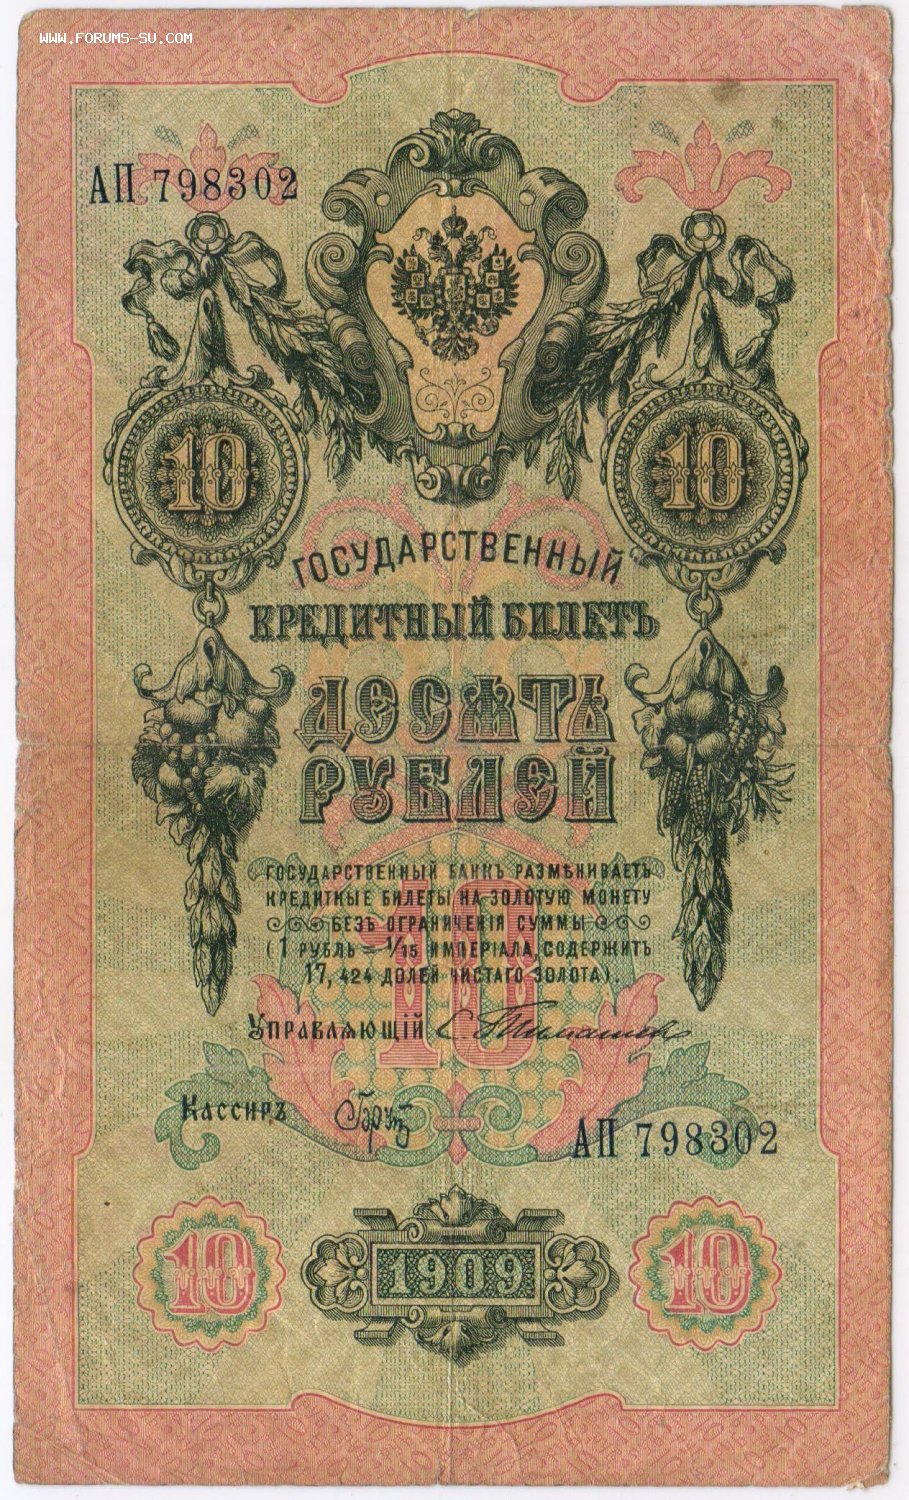 WWW.FORUMS-SU.COM
АП 798302
10
10
ГОСУДАРСТВЕННЫЙ
КРЕДИТНЫЙ БИЛЕТЪ
ДЕСЯТЬ
РУБЛЕЙ
ГОСУДАРСТВЕННЫЙ БАНКЪ РАЗМѢНИВАЕТЪ
КРЕДИТНЫЕ БИЛЕТЫ НА ЗОЛОТУЮ МОНЕТУ
БЕЗЪ ОГРАНИЧЕНІЯ СУММЫ
(1 РУБЛЬ = 1/15 ИМПЕРІАЛА, СОДЕРЖИТЪ
17,424 ДОЛЕЙ ЧИСТАГО ЗОЛОТА).
10
УПРАВЛЯЮЩІЙ
КАССИРЪ
АП 798302
10
1909
10